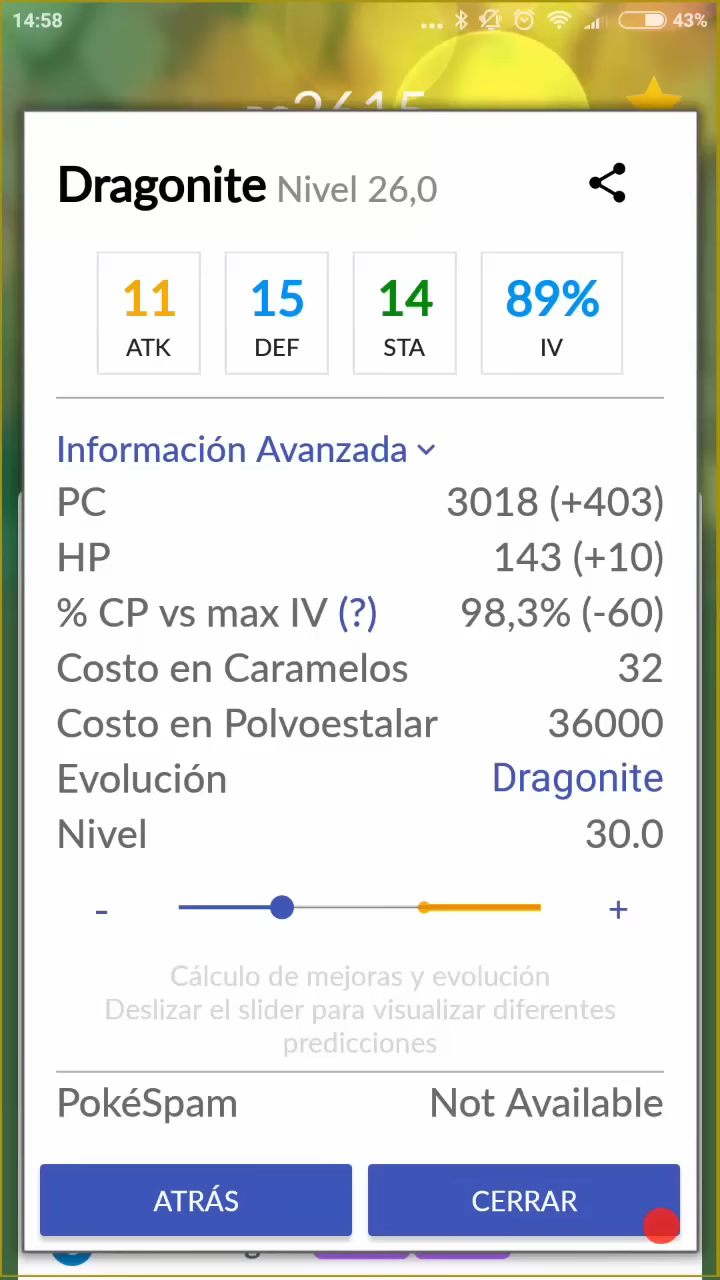 14:58
43%
2615
Dragonite Nivel 26,0
11 15 14 89%
ATK DEF STA IV
Información Avanzada
PC 3018 (+403)
HP 143 (+10)
% CP vs max IV (?) 98,3% (-60)
Costo en Caramelos 32
Costo en Polvoestalar 36000
Evolución Dragonite
Nivel 30.0
- +
Cálculo de mejoras y evolución
Deslizar el slider para visualizar diferentes
predicciones
PokéSpam Not Available
ATRÁS CERRAR